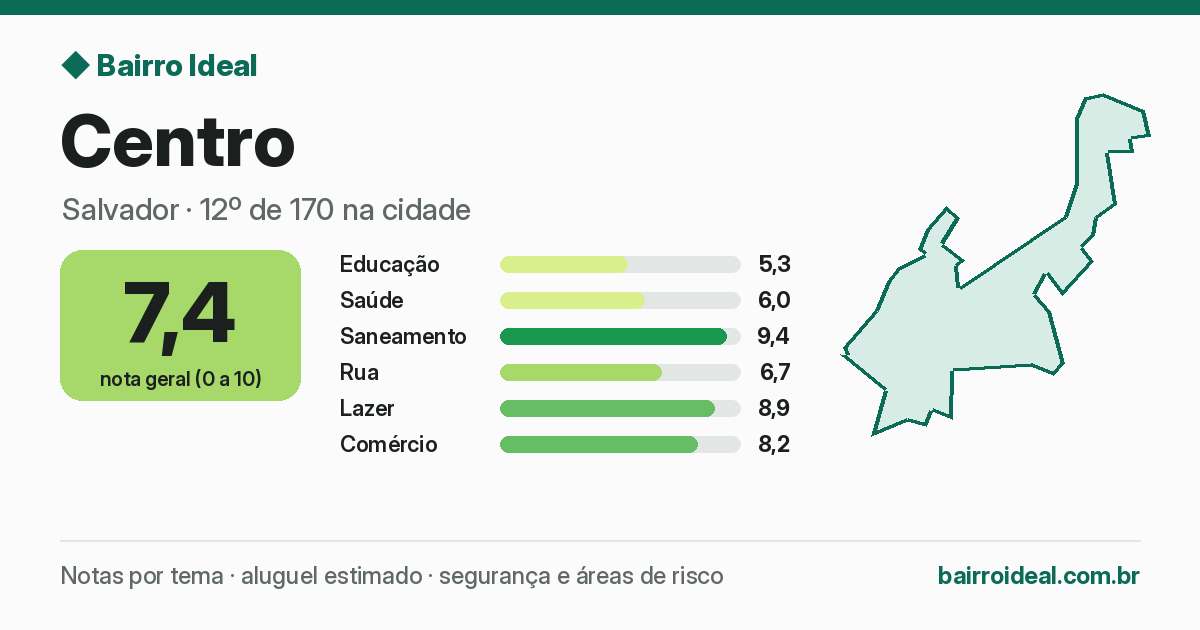 Bairro Ideal
Centro
Salvador · 12º de 170 na cidade
7,4
nota geral (0 a 10)
Educação 5,3
Saúde 6,0
Saneamento 9,4
Rua 6,7
Lazer 8,9
Comércio 8,2
Notas por tema · aluguel estimado · segurança e áreas de risco
bairroideal.com.br